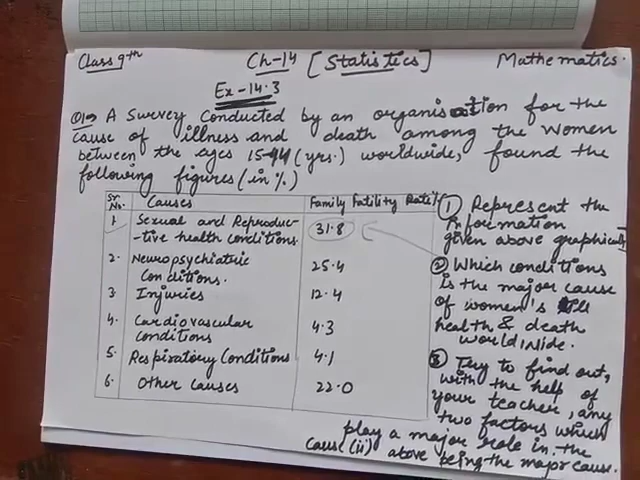 Class 9th Ch-14 [Statistics] Mathematics.
Ex-14.3
Q1⇒ A Survey Conducted by an organisation for the
cause of illness and death among the women
between the ages 15-44 (yrs.) worldwide, found the
following figures (in %)
Sr. No. Causes Family Fatility Rate%
1. Sexual and Reproduc-
-tive health conditions. 31.8
2. Neuropsychiatric
Conditions. 25.4
3. Injuries 12.4
4. Cardiovascular
conditions 4.3
5. Respiratory Conditions 4.1
6. Other Causes 22.0
① Represent the
information
given above graphically
② Which conditions
is the major cause
of women's ill
health & death
worldwide.
③ Try to find out,
with the help of
your teacher, any
two factors which
play a major role in the
cause (ii) above being the major cause.